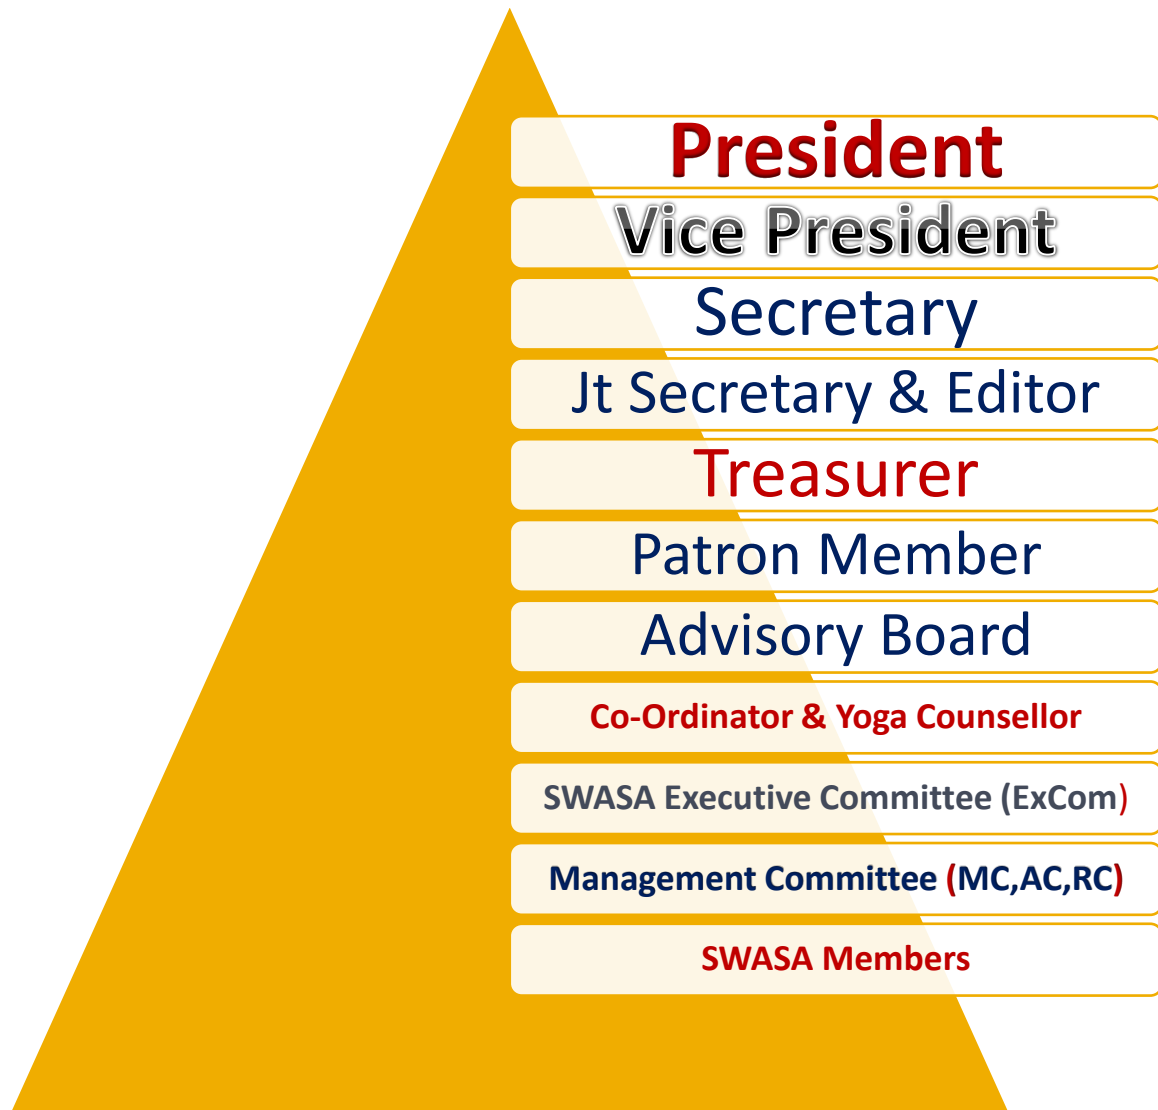 President
Vice President
Secretary
Jt Secretary & Editor
Treasurer
Patron Member
Advisory Board
Co-Ordinator & Yoga Counsellor
SWASA Executive Committee (ExCom)
Management Committee (MC,AC,RC)
SWASA Members